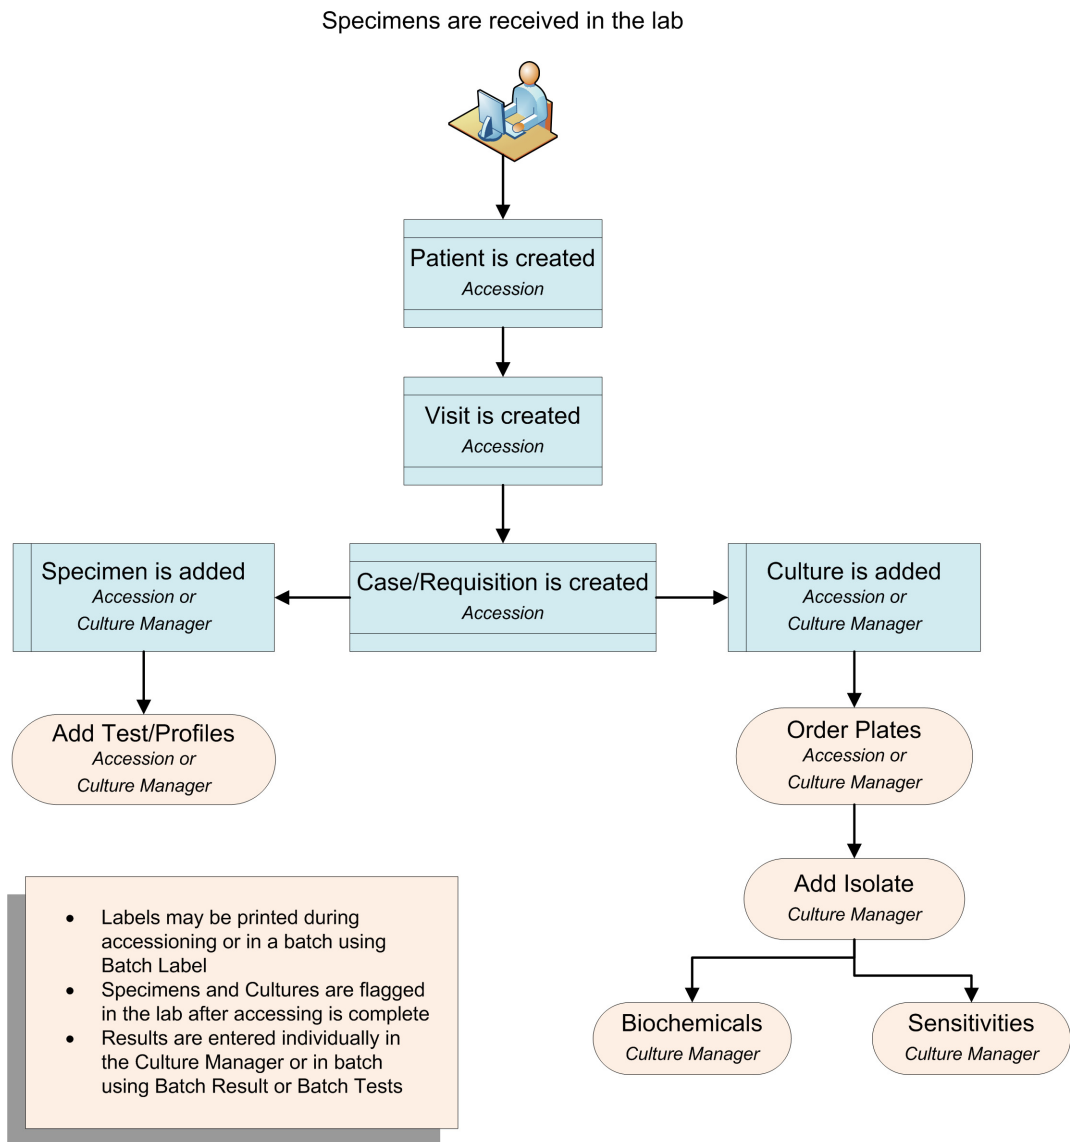 Specimens are received in the lab
Patient is created
Accession
Visit is created
Accession
Specimen is added
Accession or
Culture Manager
Case/Requisition is created
Accession
Culture is added
Accession or
Culture Manager
Add Test/Profiles
Accession or
Culture Manager
Order Plates
Accession or
Culture Manager
Add Isolate
Culture Manager
Biochemicals
Culture Manager
Sensitivities
Culture Manager
• Labels may be printed during
accessioning or in a batch using
Batch Label
• Specimens and Cultures are flagged
in the lab after accessing is complete
• Results are entered individually in
the Culture Manager or in batch
using Batch Result or Batch Tests